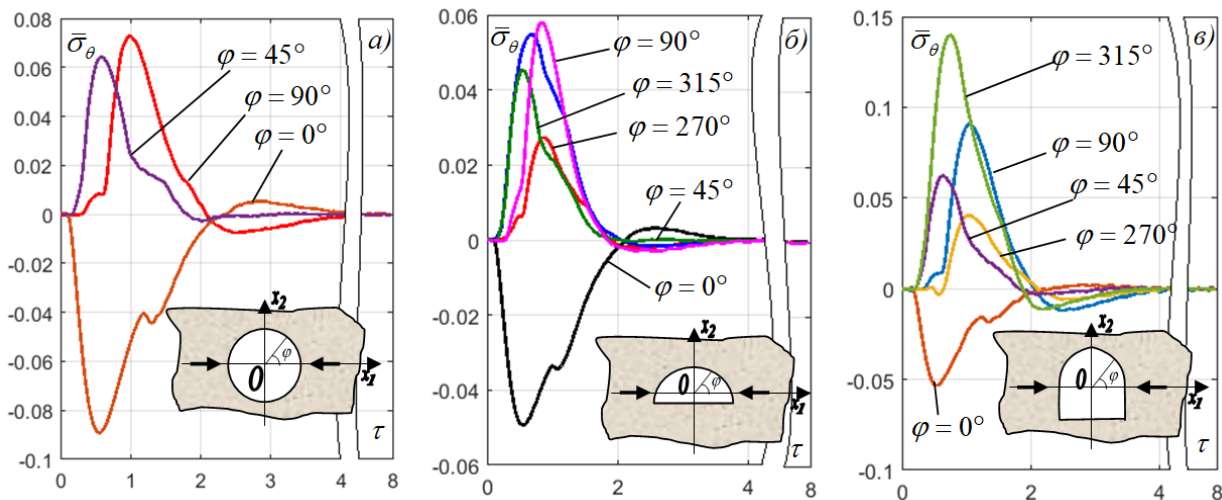 0.08
0.06
0.04
0.02
0
-0.02
-0.04
-0.06
-0.08
-0.1
0
1
2
3
4
8
σ̄θ
а)
φ = 45°
φ = 90°
φ = 0°
x2
φ
0
x1
τ
0.06
0.04
0.02
0
-0.02
-0.04
-0.06
0
2
4
8
σ̄θ
б)
φ = 90°
φ = 315°
φ = 270°
φ = 45°
φ = 0°
x2
0
φ
x1
τ
0.15
0.1
0.05
0
-0.05
-0.1
0
2
4
8
σ̄θ
в)
φ = 315°
φ = 90°
φ = 45°
φ = 270°
φ = 0°
x2
0
φ
x1
τ